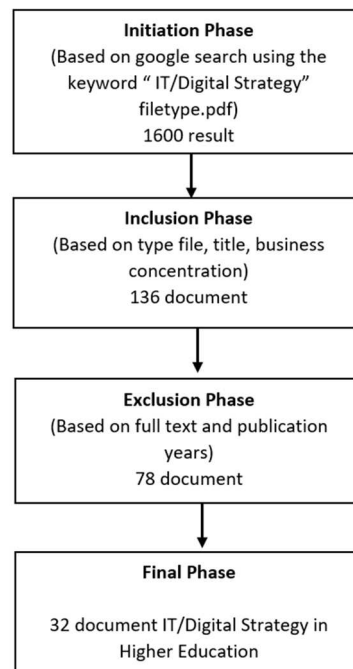 Initiation Phase
(Based on google search using the
keyword “ IT/Digital Strategy”
filetype.pdf)
1600 result
Inclusion Phase
(Based on type file, title, business
concentration)
136 document
Exclusion Phase
(Based on full text and publication
years)
78 document
Final Phase
32 document IT/Digital Strategy in
Higher Education